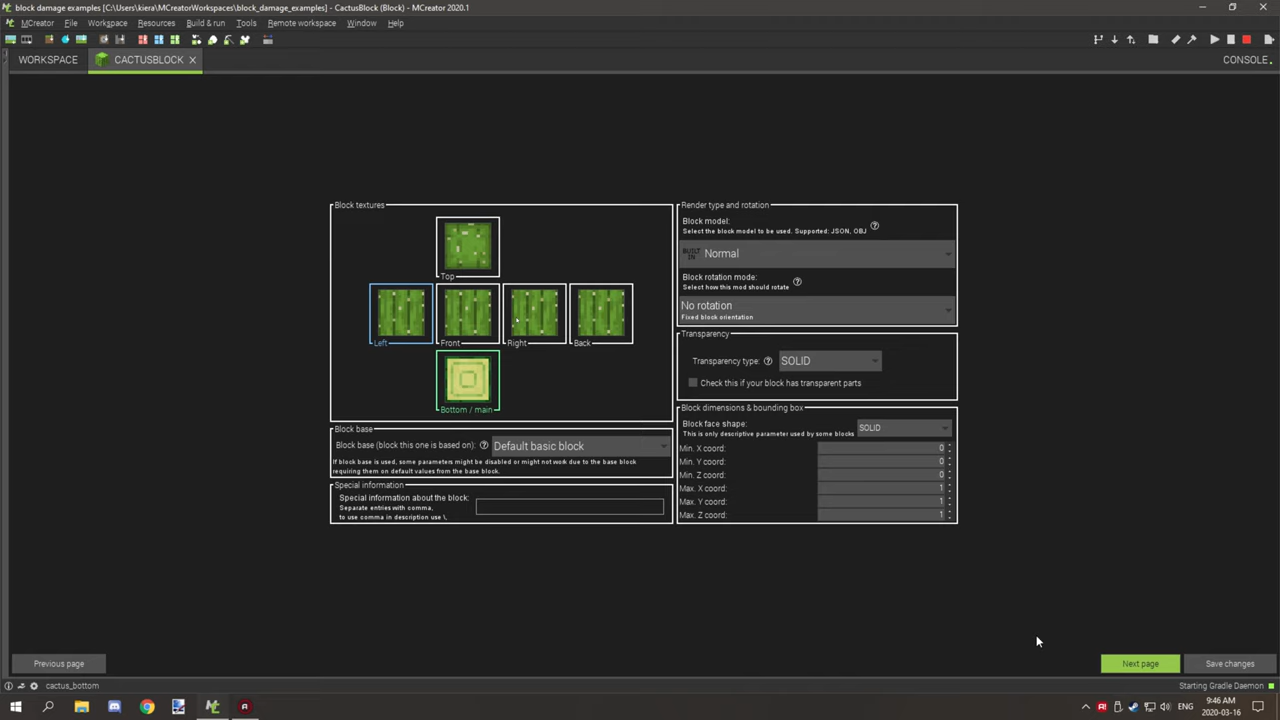 block damage examples [C:\Users\kiera\MCreatorWorkspaces\block_damage_examples] - CactusBlock (Block) - MCreator 2020.1
MCreator File Workspace Resources Build & run Tools Remote workspace Window Help
WORKSPACE CACTUSBLOCK CONSOLE
Block textures
Top
Left Front Right Back
Bottom / main
Block base
Block base (block this one is based on): Default basic block
If block base is used, some parameters might be disabled or might not work due to the base block
requiring them on default values from the base block.
Special information
Special information about the block:
Separate entries with comma,
to use comma in description use \,
Render type and rotation
Block model:
Select the block model to be used. Supported: JSON, OBJ
BUILT IN Normal
Block rotation mode:
Select how this mod should rotate
No rotation
Fixed block orientation
Transparency
Transparency type: SOLID
Check this if your block has transparent parts
Block dimensions & bounding box
Block face shape: SOLID
This is only descriptive parameter used by some blocks
Min. X coord: 0
Min. Y coord: 0
Min. Z coord: 0
Max. X coord: 1
Max. Y coord: 1
Max. Z coord: 1
Previous page Next page Save changes
cactus_bottom Starting Gradle Daemon
ENG 9:46 AM
2020-03-16